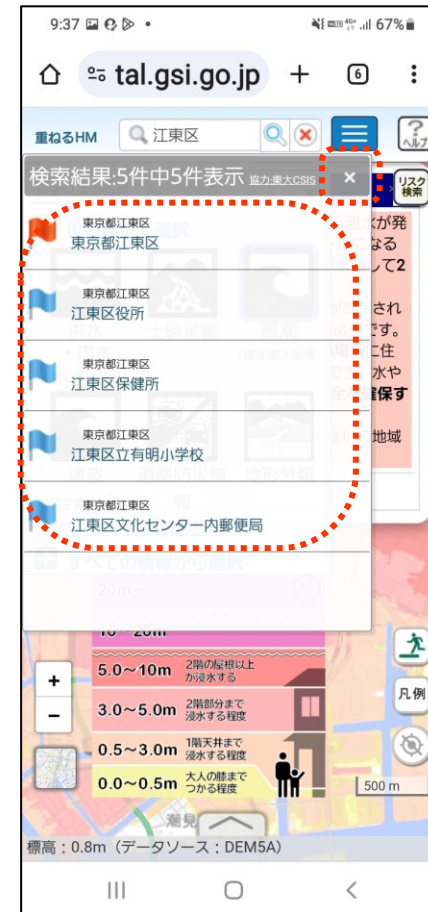 9:37
67%
tal.gsi.go.jp
6
重ねるHM
江東区
ヘルプ
検索結果:5件中5件表示 協力:東大CSIS
×
リスク
検索
東京都江東区
東京都江東区
東京都江東区
江東区役所
東京都江東区
江東区保健所
東京都江東区
江東区立有明小学校
東京都江東区
江東区文化センター内郵便局
すべての情報から選択
20m～
10～20m
5.0～10m 2階の屋根以上
が浸水する
3.0～5.0m 2階部分まで
浸水する程度
0.5～3.0m 1階天井まで
浸水する程度
0.0～0.5m 大人の膝まで
つかる程度
+
−
凡例
500 m
潮見
標高：0.8m（データソース：DEM5A）